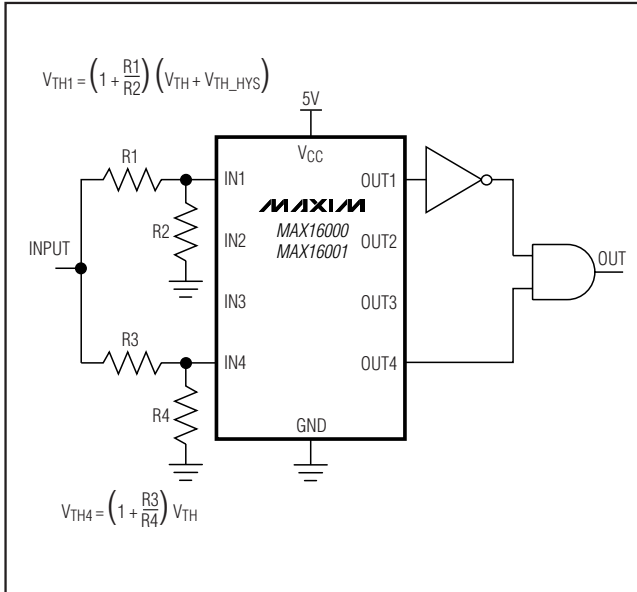 V_TH1 = (1 + R1/R2) (V_TH + V_TH_HYS)
5V
V_CC
R1
IN1
OUT1
MAXIM
MAX16000
MAX16001
R2
IN2
OUT2
INPUT
OUT
IN3
OUT3
R3
IN4
OUT4
R4
GND
V_TH4 = (1 + R3/R4) V_TH